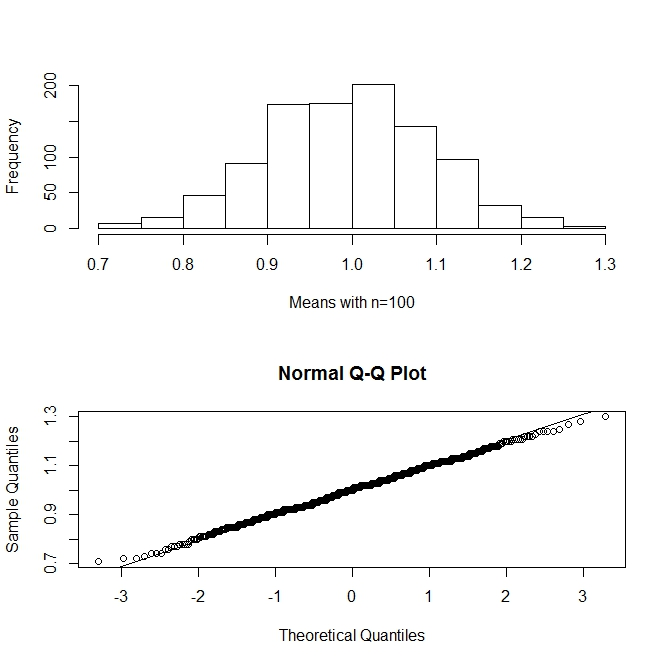 200
100
50
0
Frequency
0.7 0.8 0.9 1.0 1.1 1.2 1.3
Means with n=100
Normal Q-Q Plot
1.3
1.1
0.9
0.7
Sample Quantiles
-3 -2 -1 0 1 2 3
Theoretical Quantiles